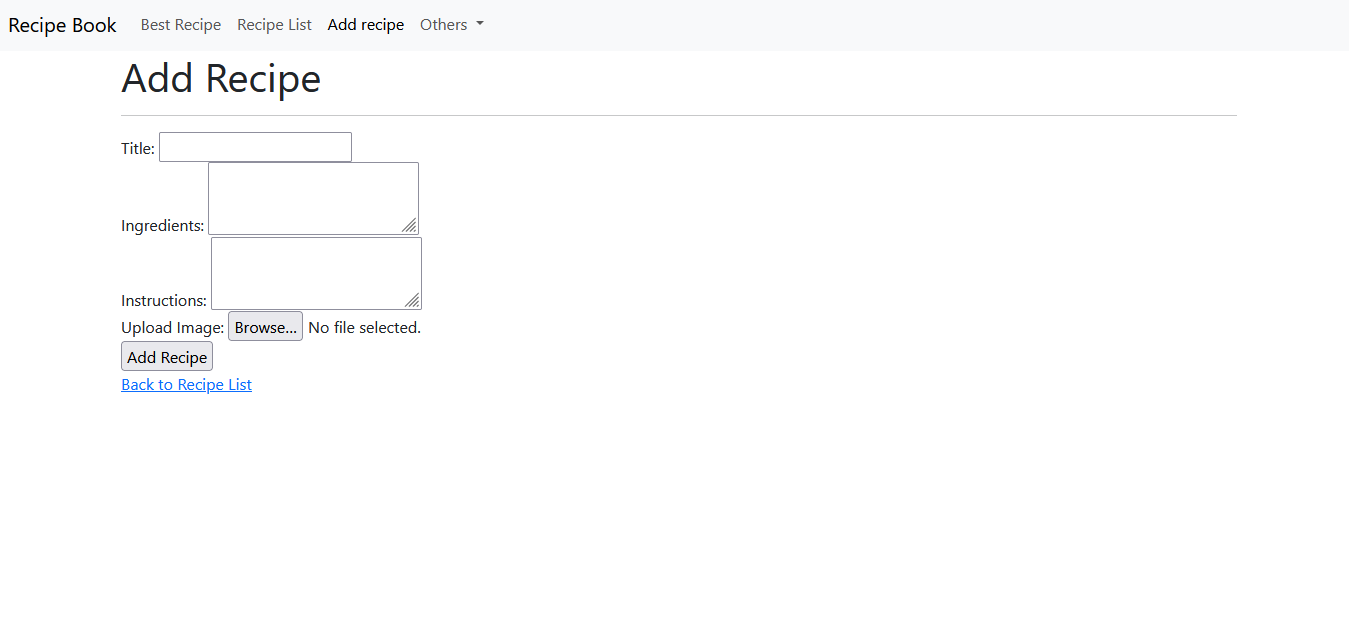 Recipe Book Best Recipe Recipe List Add recipe Others
Add Recipe
Title:
Ingredients:
Instructions:
Upload Image: Browse... No file selected.
Add Recipe
Back to Recipe List